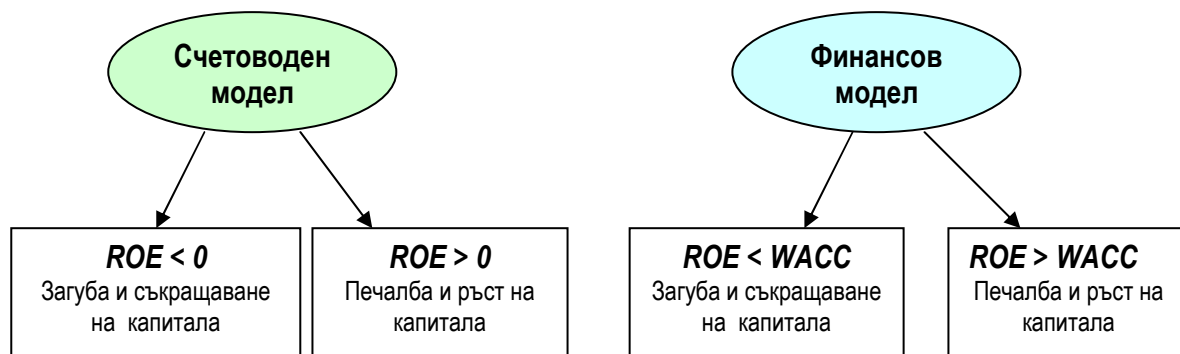 Счетоводен
модел
Финансов
модел
ROE < 0
Загуба и съкращаване
на капитала
ROE > 0
Печалба и ръст на
капитала
ROE < WACC
Загуба и съкращаване
на капитала
ROE > WACC
Печалба и ръст на
капитала